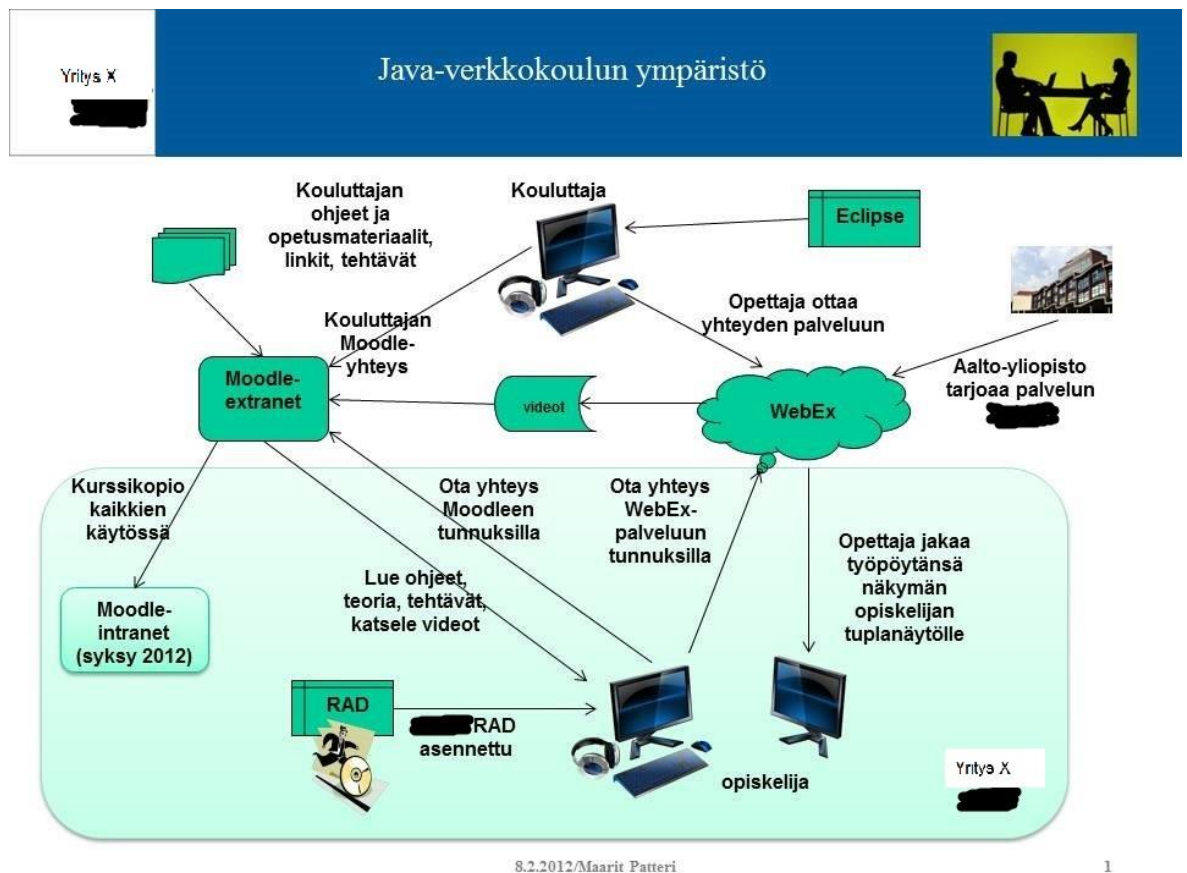 Yritys X
Java-verkkokoulun ympäristö
Kouluttajan
ohjeet ja
opetusmateriaalit,
linkit, tehtävät
Kouluttaja
Eclipse
Kouluttajan
Moodle-
yhteys
Opettaja ottaa
yhteyden palveluun
Moodle-
extranet
videot
WebEx
Aalto-yliopisto
tarjoaa palvelun
Kurssikopio
kaikkien
käytössä
Ota yhteys
Moodleen
tunnuksilla
Ota yhteys
WebEx-
palveluun
tunnuksilla
Opettaja jakaa
työpöytänsä
näkymän
opiskelijan
tuplanäytölle
Lue ohjeet,
teoria, tehtävät,
katsele videot
Moodle-
intranet
(syksy 2012)
RAD
RAD
asennettu
opiskelija
Yritys X
8.2.2012/Maarit Patteri
1